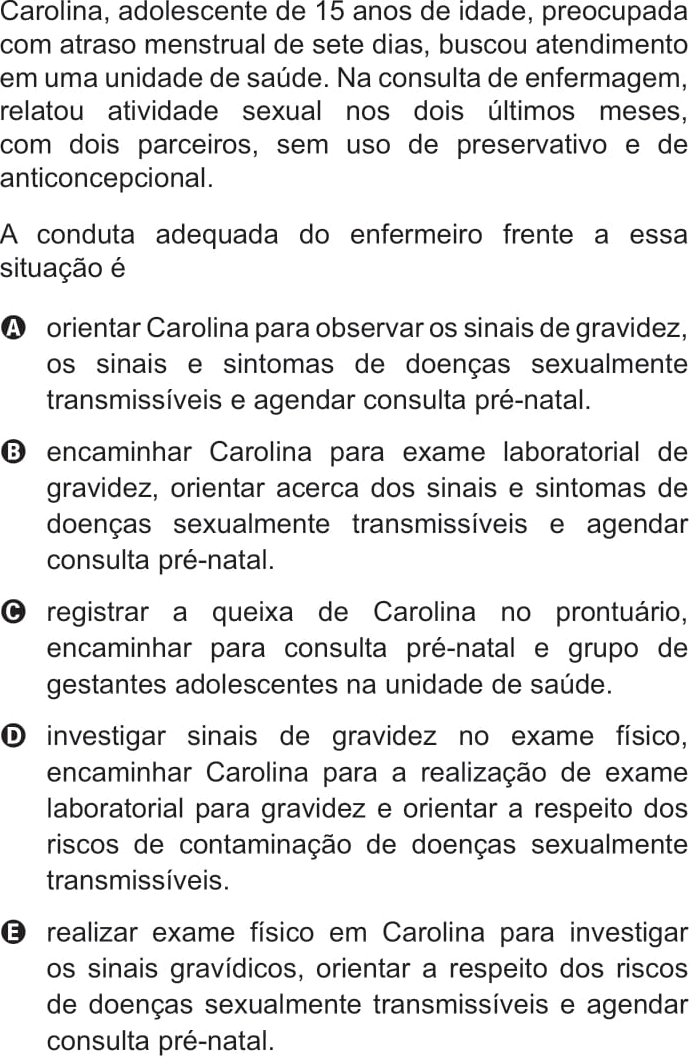 Carolina, adolescente de 15 anos de idade, preocupada
com atraso menstrual de sete dias, buscou atendimento
em uma unidade de saúde. Na consulta de enfermagem,
relatou atividade sexual nos dois últimos meses,
com dois parceiros, sem uso de preservativo e de
anticoncepcional.
A conduta adequada do enfermeiro frente a essa
situação é
A orientar Carolina para observar os sinais de gravidez,
os sinais e sintomas de doenças sexualmente
transmissíveis e agendar consulta pré-natal.
B encaminhar Carolina para exame laboratorial de
gravidez, orientar acerca dos sinais e sintomas de
doenças sexualmente transmissíveis e agendar
consulta pré-natal.
C registrar a queixa de Carolina no prontuário,
encaminhar para consulta pré-natal e grupo de
gestantes adolescentes na unidade de saúde.
D investigar sinais de gravidez no exame físico,
encaminhar Carolina para a realização de exame
laboratorial para gravidez e orientar a respeito dos
riscos de contaminação de doenças sexualmente
transmissíveis.
E realizar exame físico em Carolina para investigar
os sinais gravídicos, orientar a respeito dos riscos
de doenças sexualmente transmissíveis e agendar
consulta pré-natal.